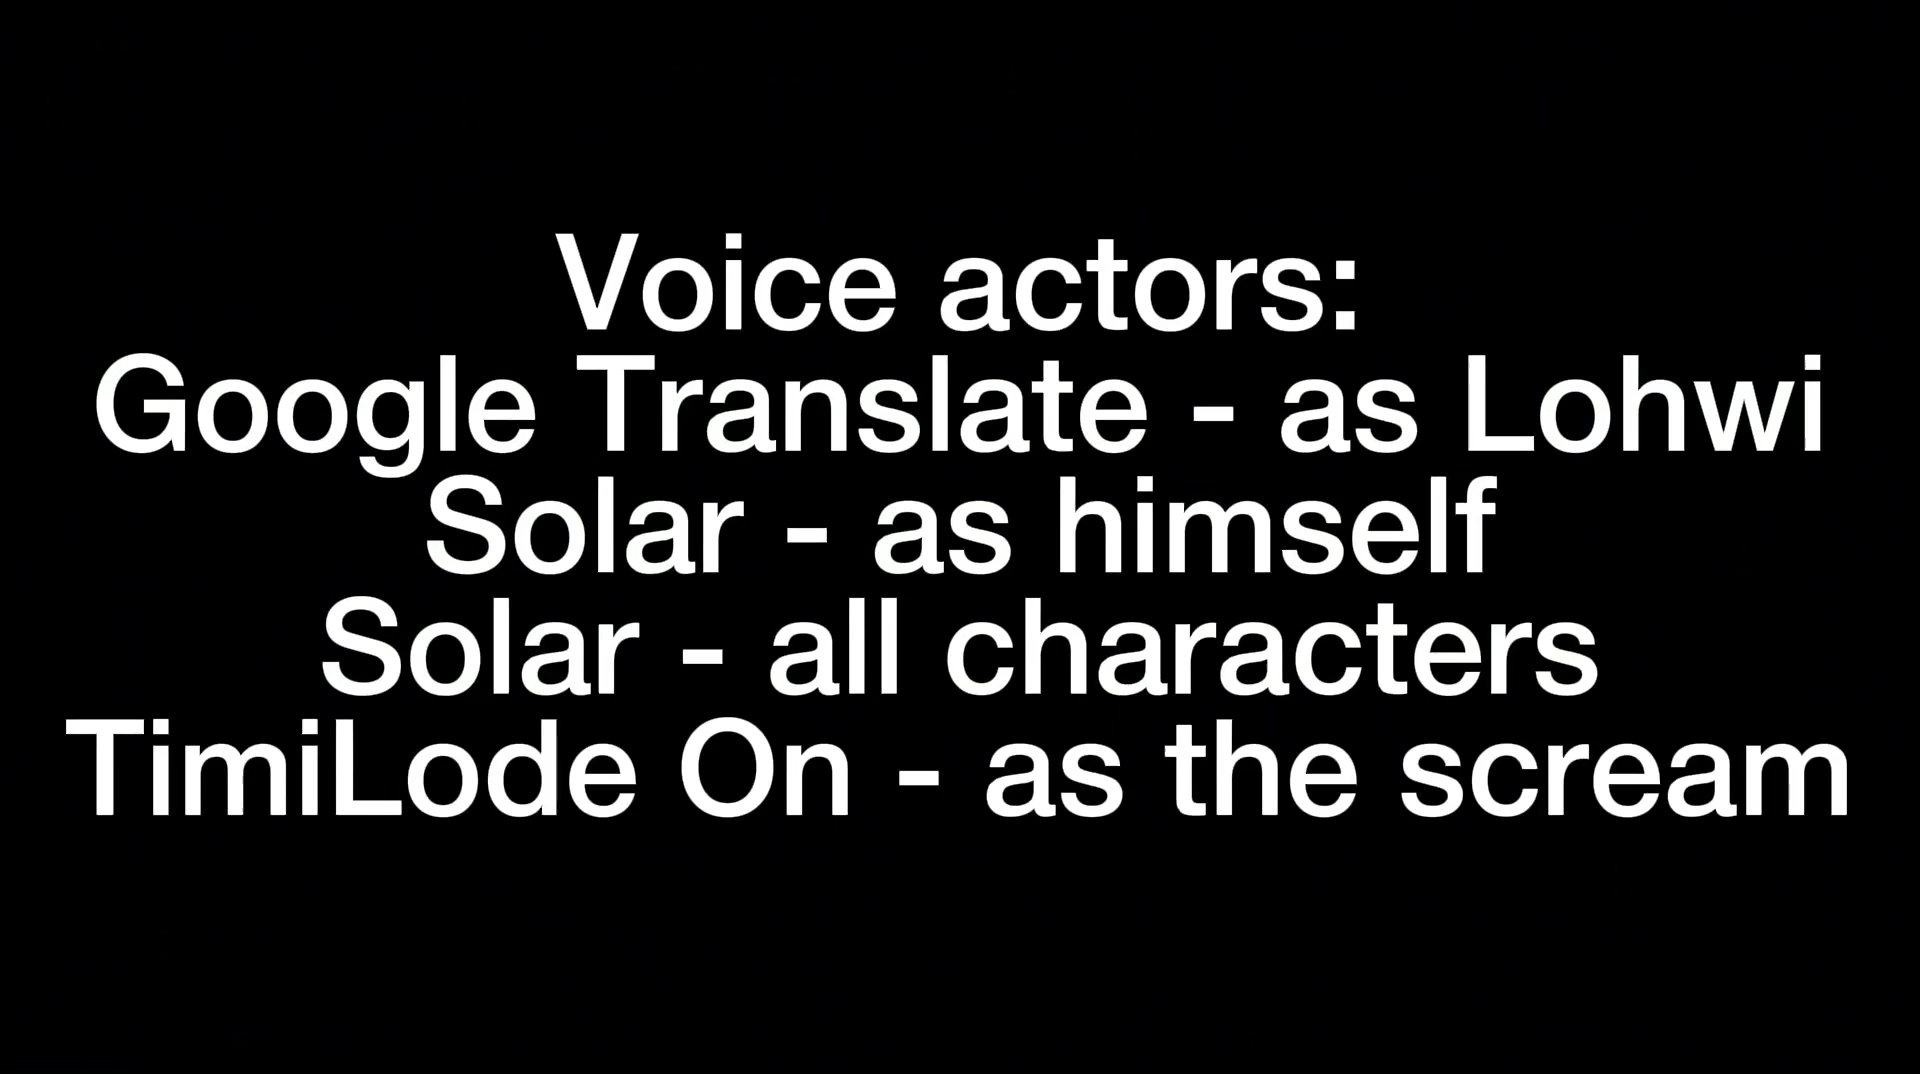 Voice actors:
Google Translate - as Lohwi
Solar - as himself
Solar - all characters
TimiLode On - as the scream